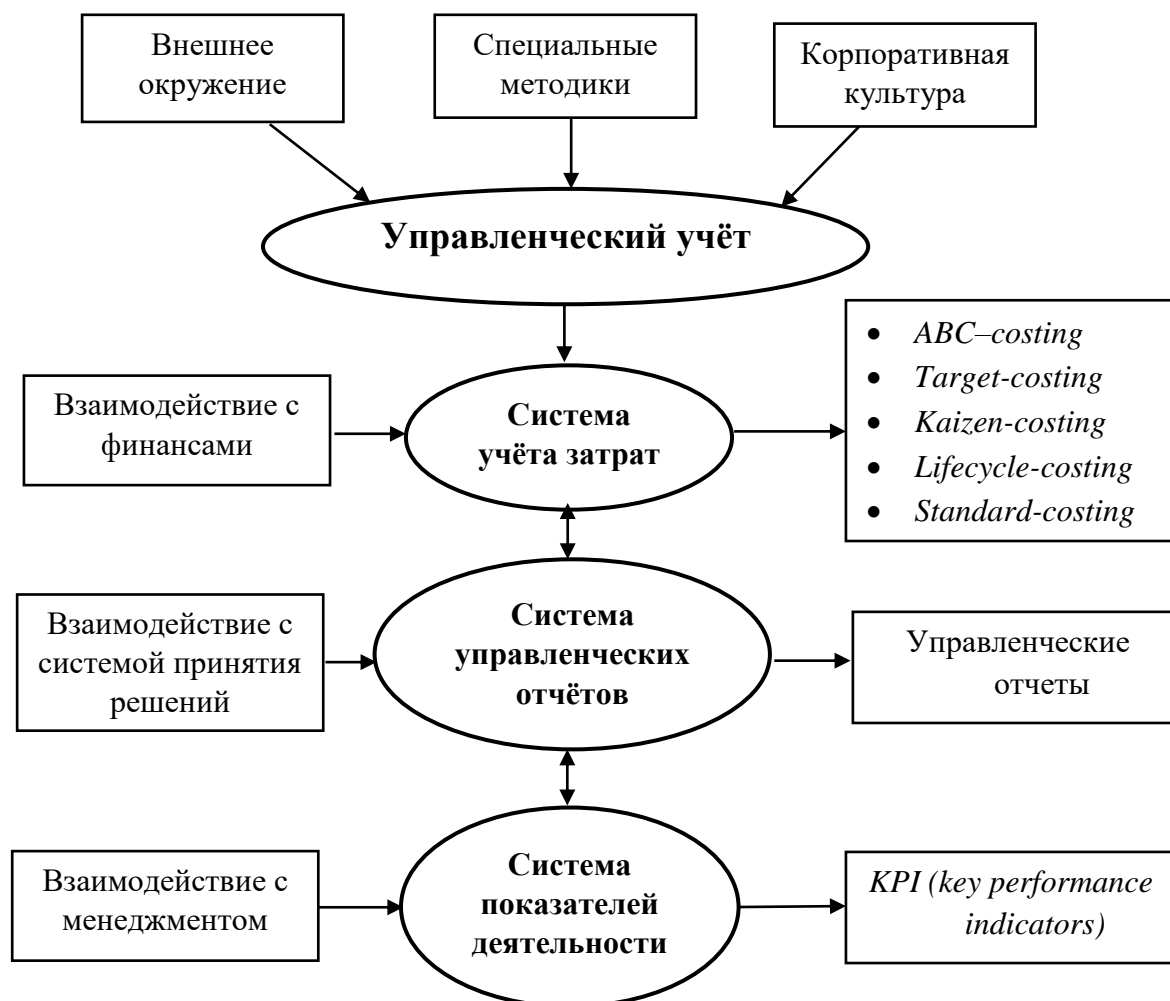 Внешнее
окружение
Специальные
методики
Корпоративная
культура
Управленческий учёт
Взаимодействие с
финансами
Система
учёта затрат
• ABC–costing
• Target-costing
• Kaizen-costing
• Lifecycle-costing
• Standard-costing
Взаимодействие с
системой принятия
решений
Система
управленческих
отчётов
Управленческие
отчеты
Взаимодействие с
менеджментом
Система
показателей
деятельности
KPI (key performance
indicators)